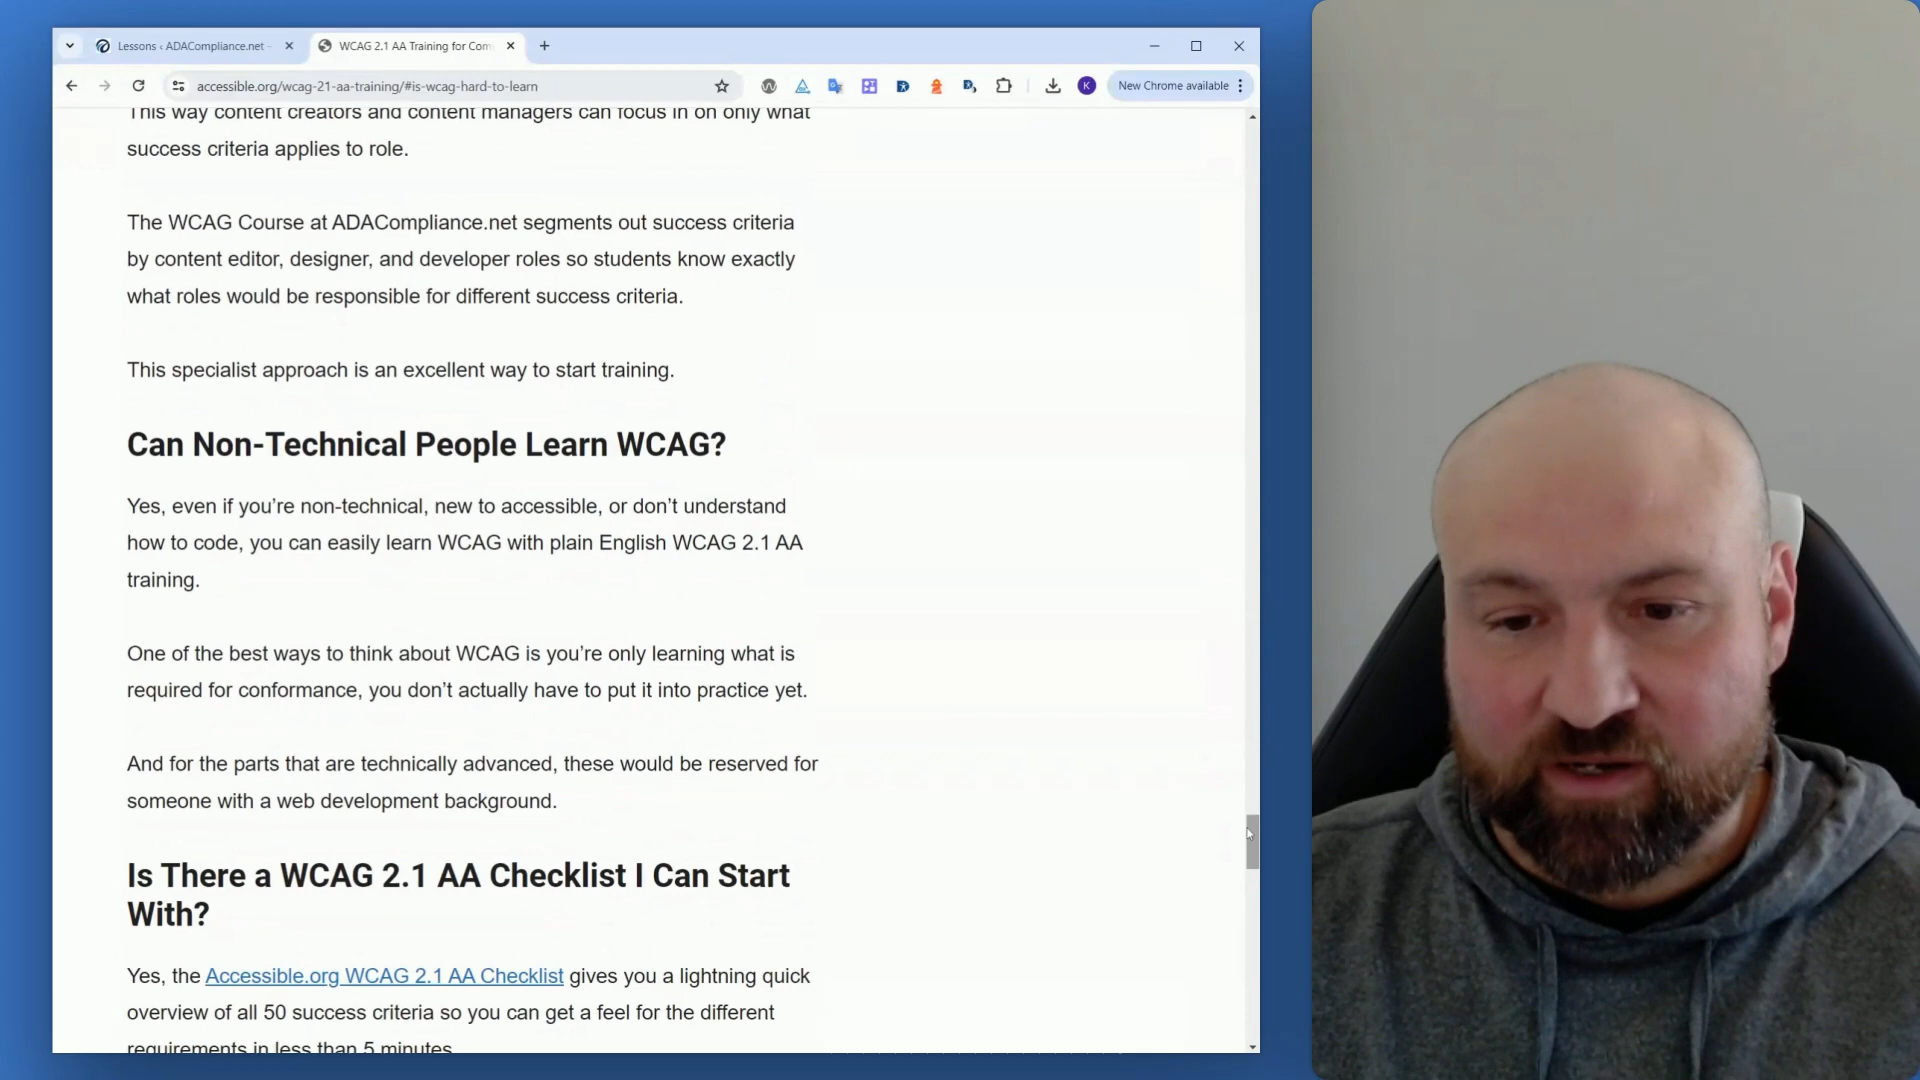 Lessons ‹ ADACompliance.net –
WCAG 2.1 AA Training for Com
accessible.org/wcag-21-aa-training/#is-wcag-hard-to-learn
K
New Chrome available
This way content creators and content managers can focus in on only what
success criteria applies to role.
The WCAG Course at ADACompliance.net segments out success criteria
by content editor, designer, and developer roles so students know exactly
what roles would be responsible for different success criteria.
This specialist approach is an excellent way to start training.
Can Non-Technical People Learn WCAG?
Yes, even if you’re non-technical, new to accessible, or don’t understand
how to code, you can easily learn WCAG with plain English WCAG 2.1 AA
training.
One of the best ways to think about WCAG is you’re only learning what is
required for conformance, you don’t actually have to put it into practice yet.
And for the parts that are technically advanced, these would be reserved for
someone with a web development background.
Is There a WCAG 2.1 AA Checklist I Can Start
With?
Yes, the Accessible.org WCAG 2.1 AA Checklist gives you a lightning quick
overview of all 50 success criteria so you can get a feel for the different
requirements in less than 5 minutes.